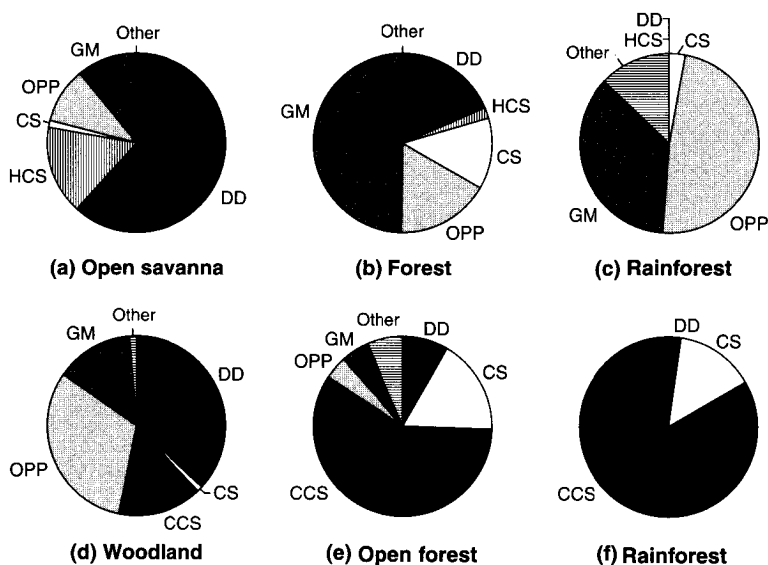 Other
GM
OPP
CS
HCS
DD
(a) Open savanna
Other
DD
GM
HCS
CS
OPP
(b) Forest
DD
HCS
CS
Other
GM
OPP
(c) Rainforest
Other
GM
DD
OPP
CS
CCS
(d) Woodland
Other
GM
DD
OPP
CS
CCS
(e) Open forest
DD
CS
CCS
(f) Rainforest